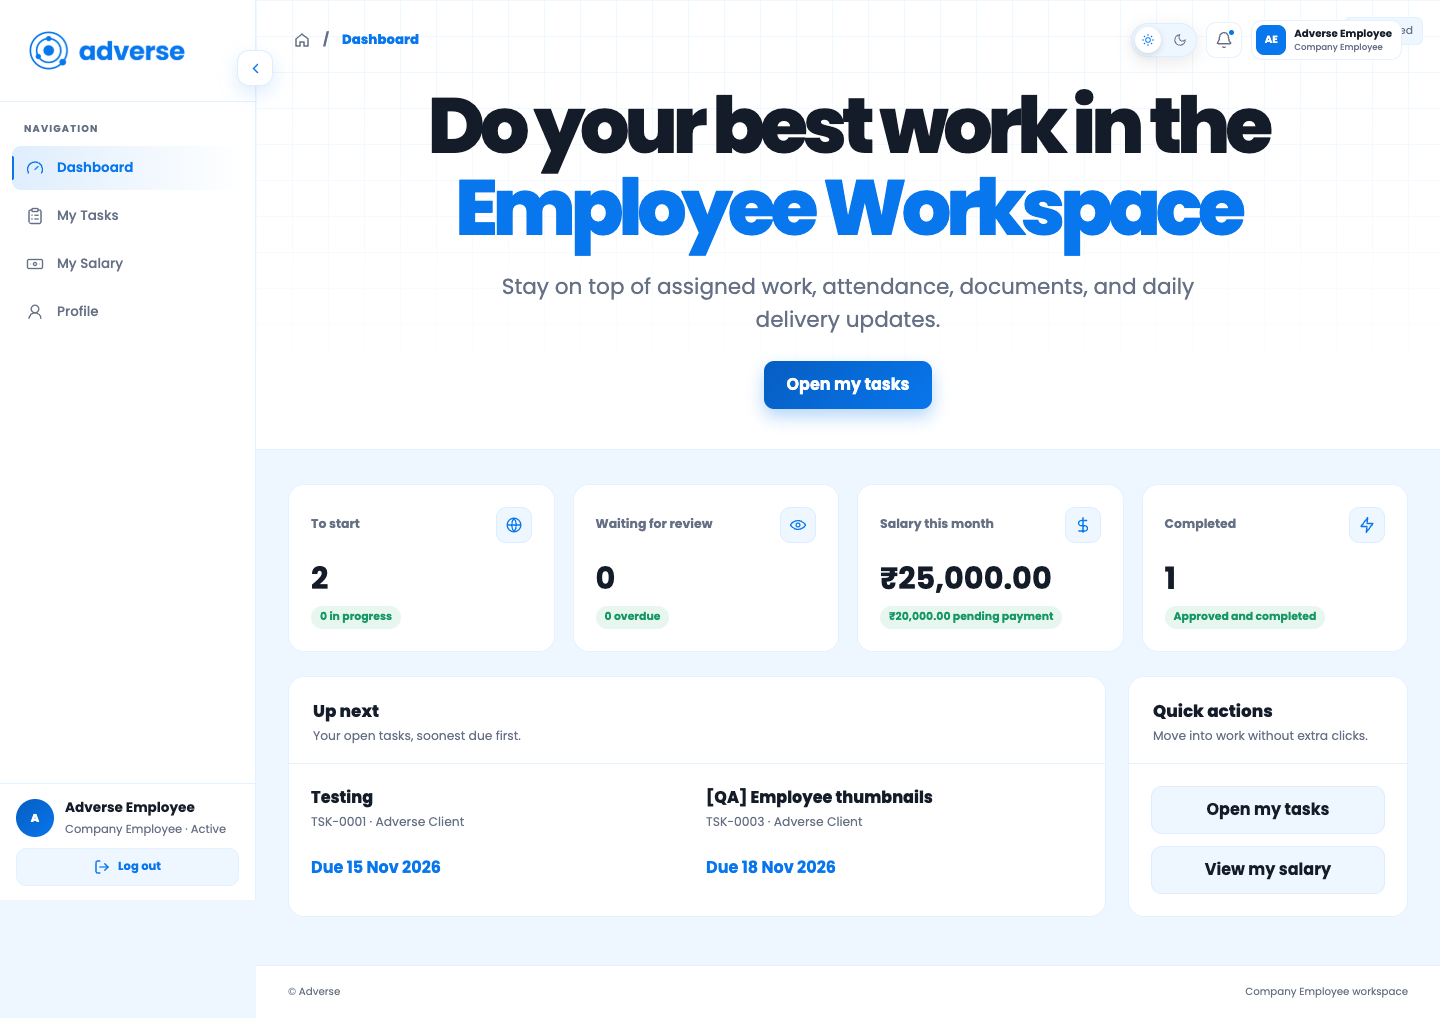 adverse
/ Dashboard
AE
Adverse Employee
Company Employee
NAVIGATION
Dashboard
My Tasks
My Salary
Profile
Do your best work in the
Employee Workspace
Stay on top of assigned work, attendance, documents, and daily
delivery updates.
Open my tasks
To start
2
0 in progress
Waiting for review
0
0 overdue
Salary this month
₹25,000.00
₹20,000.00 pending payment
Completed
1
Approved and completed
Up next
Your open tasks, soonest due first.
Testing
TSK-0001 · Adverse Client
Due 15 Nov 2026
[QA] Employee thumbnails
TSK-0003 · Adverse Client
Due 18 Nov 2026
Quick actions
Move into work without extra clicks.
Open my tasks
View my salary
A
Adverse Employee
Company Employee · Active
Log out
© Adverse
Company Employee workspace